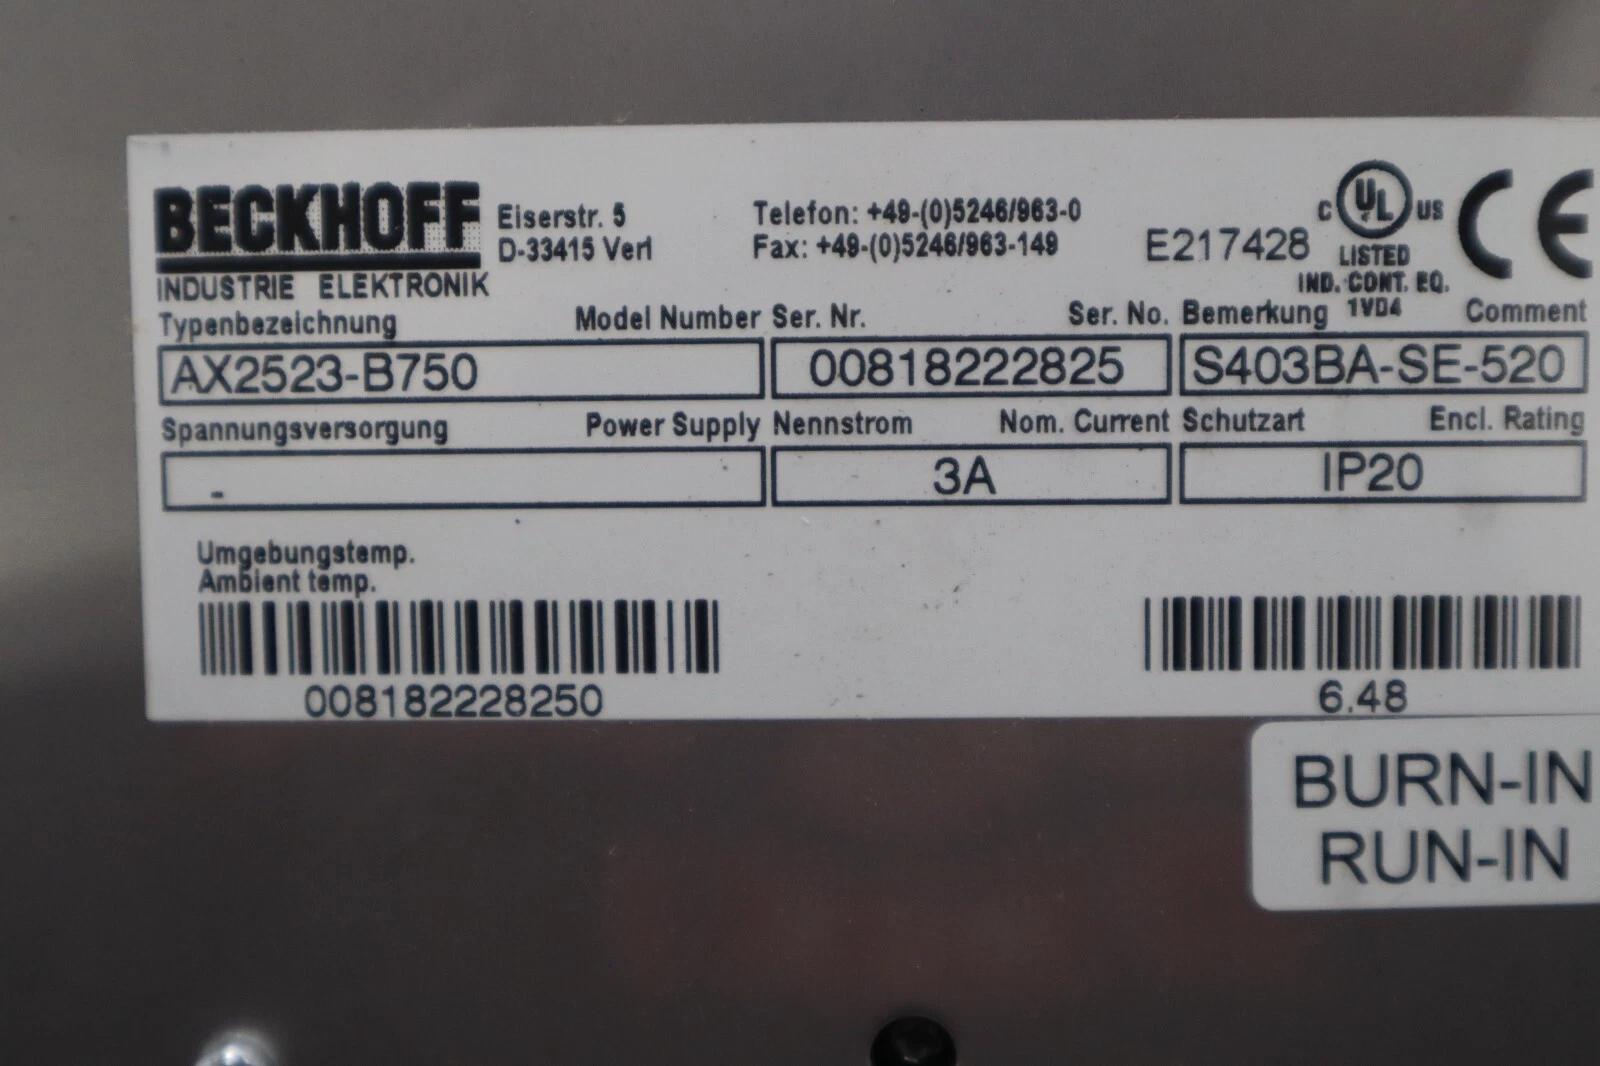 BECKHOFF
INDUSTRIE ELEKTRONIK
Eiserstr. 5
D-33415 Verl
Telefon: +49-(0)5246/963-0
Fax: +49-(0)5246/963-149
E217428
C UL US
LISTED
IND. CONT. EQ.
1VD4
CE
Typenbezeichnung Model Number
AX2523-B750
Ser. Nr. Ser. No.
00818222825
Bemerkung Comment
S403BA-SE-520
Spannungsversorgung Power Supply
-
Nennstrom Nom. Current
3A
Schutzart Encl. Rating
IP20
Umgebungstemp.
Ambient temp.
008182228250
6.48
BURN-IN
RUN-IN